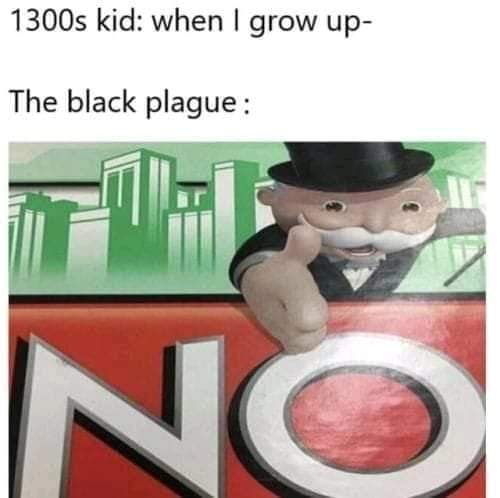 1300s kid: when I grow up-
The black plague :
NO